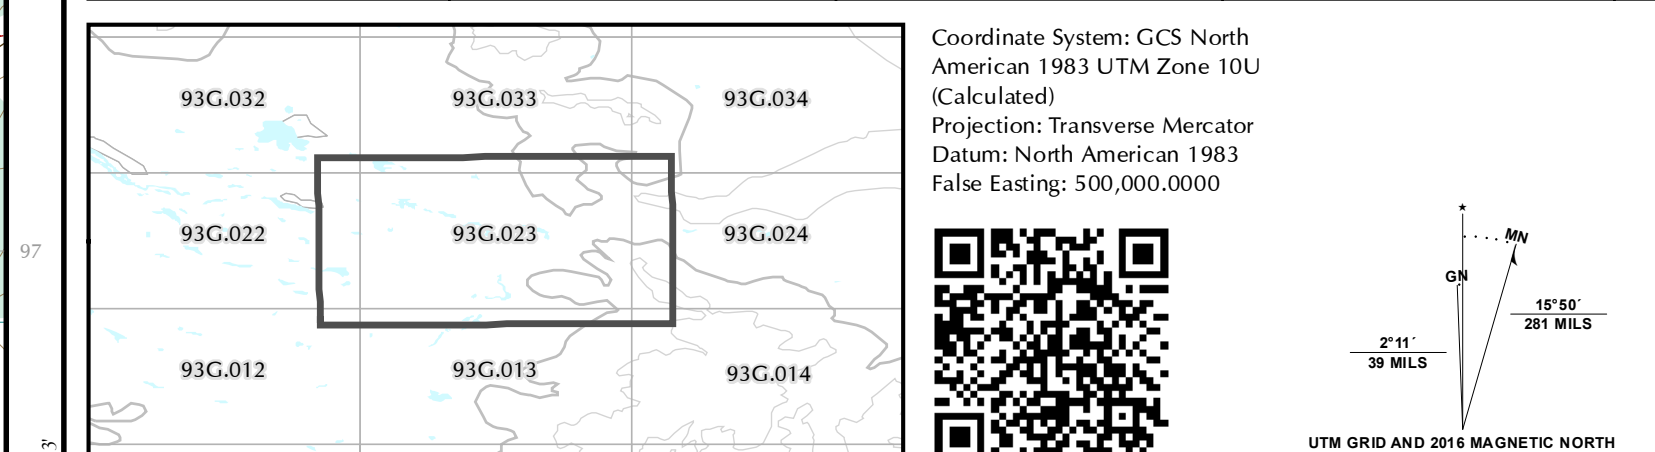 93G.032
93G.033
93G.034
93G.022
93G.023
93G.024
93G.012
93G.013
93G.014
97
3'
Coordinate System: GCS North
American 1983 UTM Zone 10U
(Calculated)
Projection: Transverse Mercator
Datum: North American 1983
False Easting: 500,000.0000
MN
GN
15°50´
281 MILS
2°11´
39 MILS
UTM GRID AND 2016 MAGNETIC NORTH